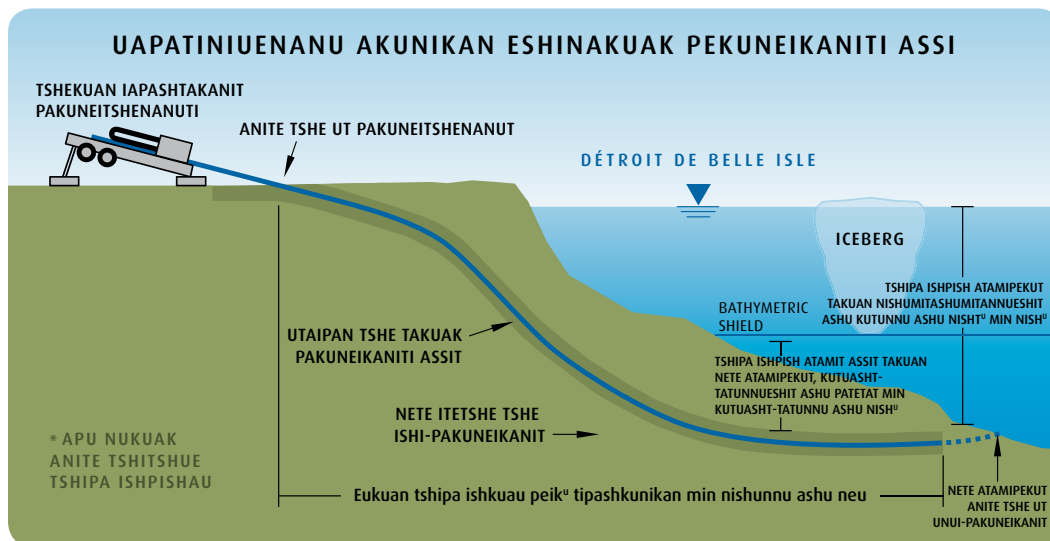 UAPATINIUENANU AKUNIKAN ESHINAKUAK PEKUNEIKANITI ASSI
TSHEKUAN IAPASHTAKANIT
PAKUNEITSHENANUTI
ANITE TSHE UT PAKUNEITSHENANUT
DÉTROIT DE BELLE ISLE
ICEBERG
TSHIPA ISHPISH ATAMIPEKUT
TAKUAN NISHUMITASHUMITANNUESHIT
ASHU KUTUNNU ASHU NISHTᵁ MIN NISHᵁ
BATHYMETRIC
SHIELD
UTAIPAN TSHE TAKUAK
PAKUNEIKANITI ASSIT
TSHIPA ISHPISH ATAMIT ASSIT TAKUAN
NETE ATAMIPEKUT, KUTUASHT-
TATUNNUESHIT ASHU PATETAT MIN
KUTUASHT-TATUNNU ASHU NISHᵁ
NETE ITETSHE TSHE
ISHI-PAKUNEIKANIT
* APU NUKUAK
ANITE TSHITSHUE
TSHIPA ISHPISHAU
Eukuan tshipa ishkuau peikᵘ tipashkunikan min nishunnu ashu neu
NETE ATAMIPEKUT
ANITE TSHE UT
UNUI-PAKUNEIKANIT